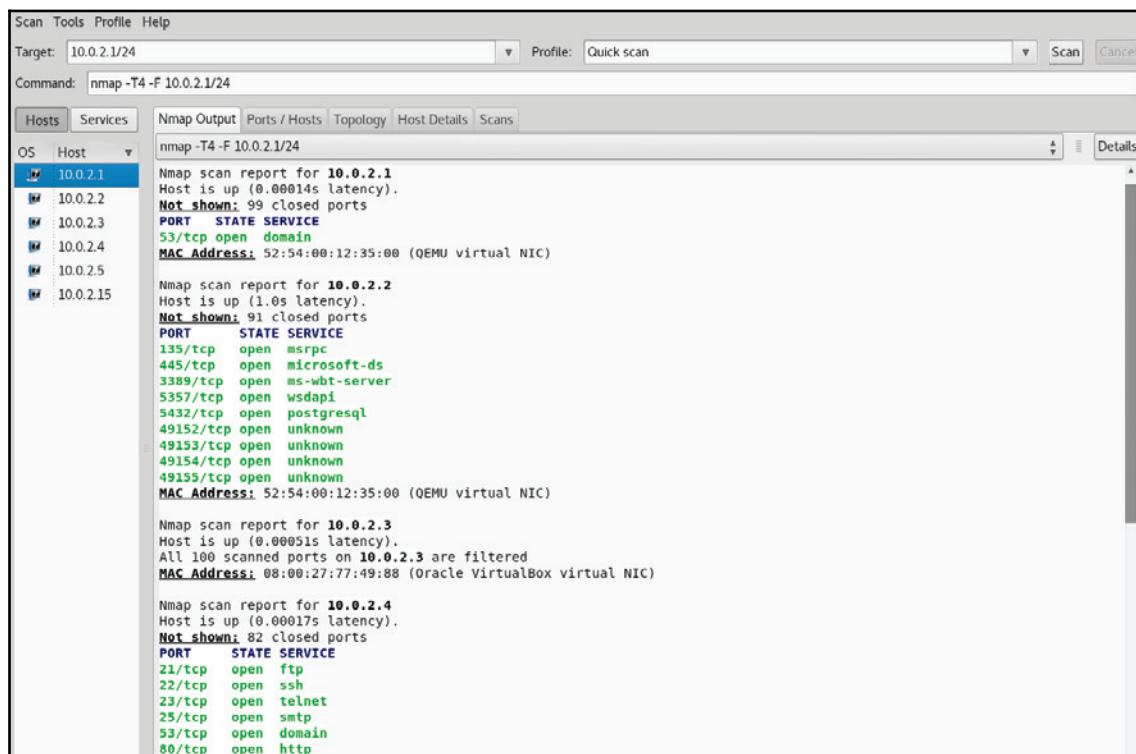 Scan Tools Profile Help
Target: 10.0.2.1/24 Profile: Quick scan Scan Cancel
Command: nmap -T4 -F 10.0.2.1/24
Hosts Services Nmap Output Ports / Hosts Topology Host Details Scans
OS Host nmap -T4 -F 10.0.2.1/24 Details
10.0.2.1
10.0.2.2
10.0.2.3
10.0.2.4
10.0.2.5
10.0.2.15
Nmap scan report for 10.0.2.1
Host is up (0.00014s latency).
Not shown: 99 closed ports
PORT STATE SERVICE
53/tcp open domain
MAC Address: 52:54:00:12:35:00 (QEMU virtual NIC)
Nmap scan report for 10.0.2.2
Host is up (1.0s latency).
Not shown: 91 closed ports
PORT STATE SERVICE
135/tcp open msrpc
445/tcp open microsoft-ds
3389/tcp open ms-wbt-server
5357/tcp open wsdapi
5432/tcp open postgresql
49152/tcp open unknown
49153/tcp open unknown
49154/tcp open unknown
49155/tcp open unknown
MAC Address: 52:54:00:12:35:00 (QEMU virtual NIC)
Nmap scan report for 10.0.2.3
Host is up (0.00051s latency).
All 100 scanned ports on 10.0.2.3 are filtered
MAC Address: 08:00:27:77:49:88 (Oracle VirtualBox virtual NIC)
Nmap scan report for 10.0.2.4
Host is up (0.00017s latency).
Not shown: 82 closed ports
PORT STATE SERVICE
21/tcp open ftp
22/tcp open ssh
23/tcp open telnet
25/tcp open smtp
53/tcp open domain
80/tcp open http